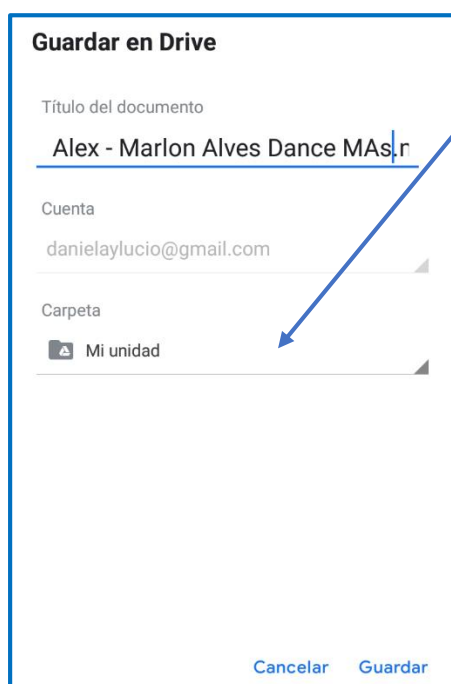 Guardar en Drive
Título del documento
Alex - Marlon Alves Dance MAs.
Cuenta
danielaylucio@gmail.com
Carpeta
Mi unidad
Cancelar Guardar